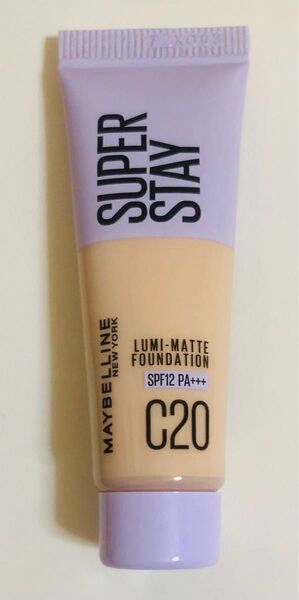 SUPER
STAY
MAYBELLINE
NEW YORK
LUMI-MATTE
FOUNDATION
SPF12 PA+++
C20